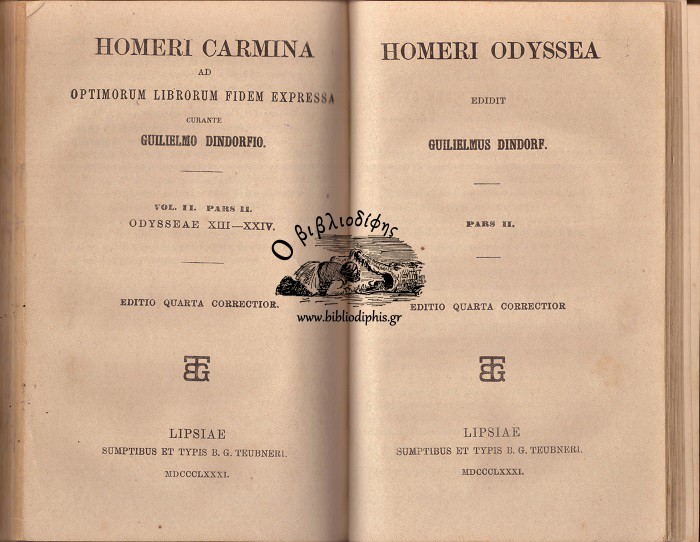 HOMERI CARMINA
AD
OPTIMORUM LIBRORUM FIDEM EXPRESSA
CURANTE
GUILIELMO DINDORFIO.
VOL. II. PARS II.
ODYSSEAE XIII—XXIV.
EDITIO QUARTA CORRECTIOR.
BTG
LIPSIAE
SUMPTIBUS ET TYPIS B. G. TEUBNERI.
MDCCCLXXXI.
HOMERI ODYSSEA
EDIDIT
GUILIELMUS DINDORF.
PARS II.
EDITIO QUARTA CORRECTIOR
BTG
LIPSIAE
SUMPTIBUS ET TYPIS B. G. TEUBNERI.
MDCCCLXXXI.
Ο βιβλιοδίφης
www.bibliodiphis.gr